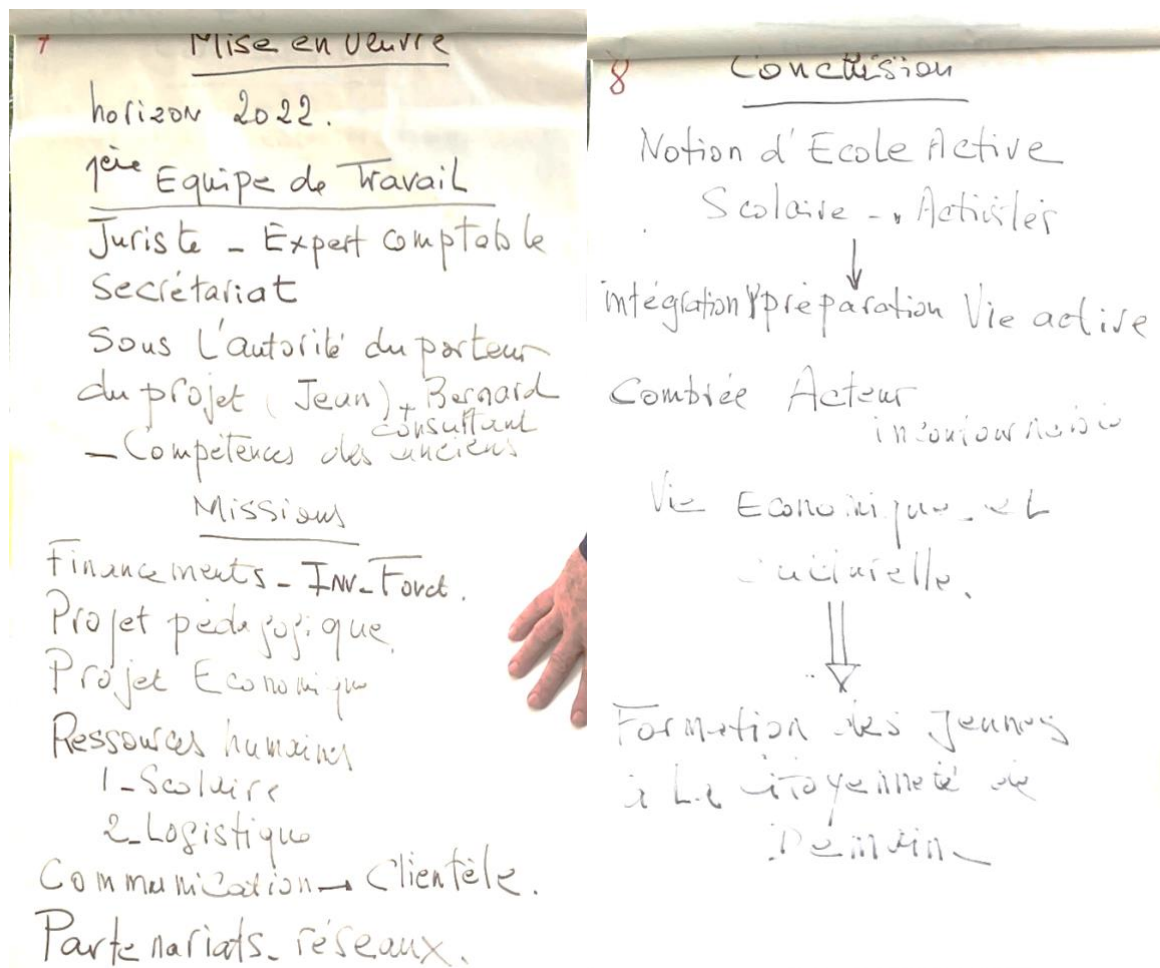 7
Mise en Oeuvre
horizon 2022.
1ère Equipe de Travail
Juriste - Expert comptable
Secrétariat
Sous l'autorité du porteur
du projet (Jean) + Bernard
consultant
- Compétences des anciens
Missions
Financements - Inv-Fonct.
Projet pédagogique
Projet Economique
Ressources humaines
1-Scolaire
2-Logistique
Communication → Clientèle.
Partenariats - réseaux.
8
Conclusion
Notion d'Ecole Active
Scolaire - Activités
↓
intégration préparation Vie active
Combrée Acteur
incontournable
Vie Economique et
culturelle.
⇓
Formation des Jeunes
à La citoyenneté de
Demain